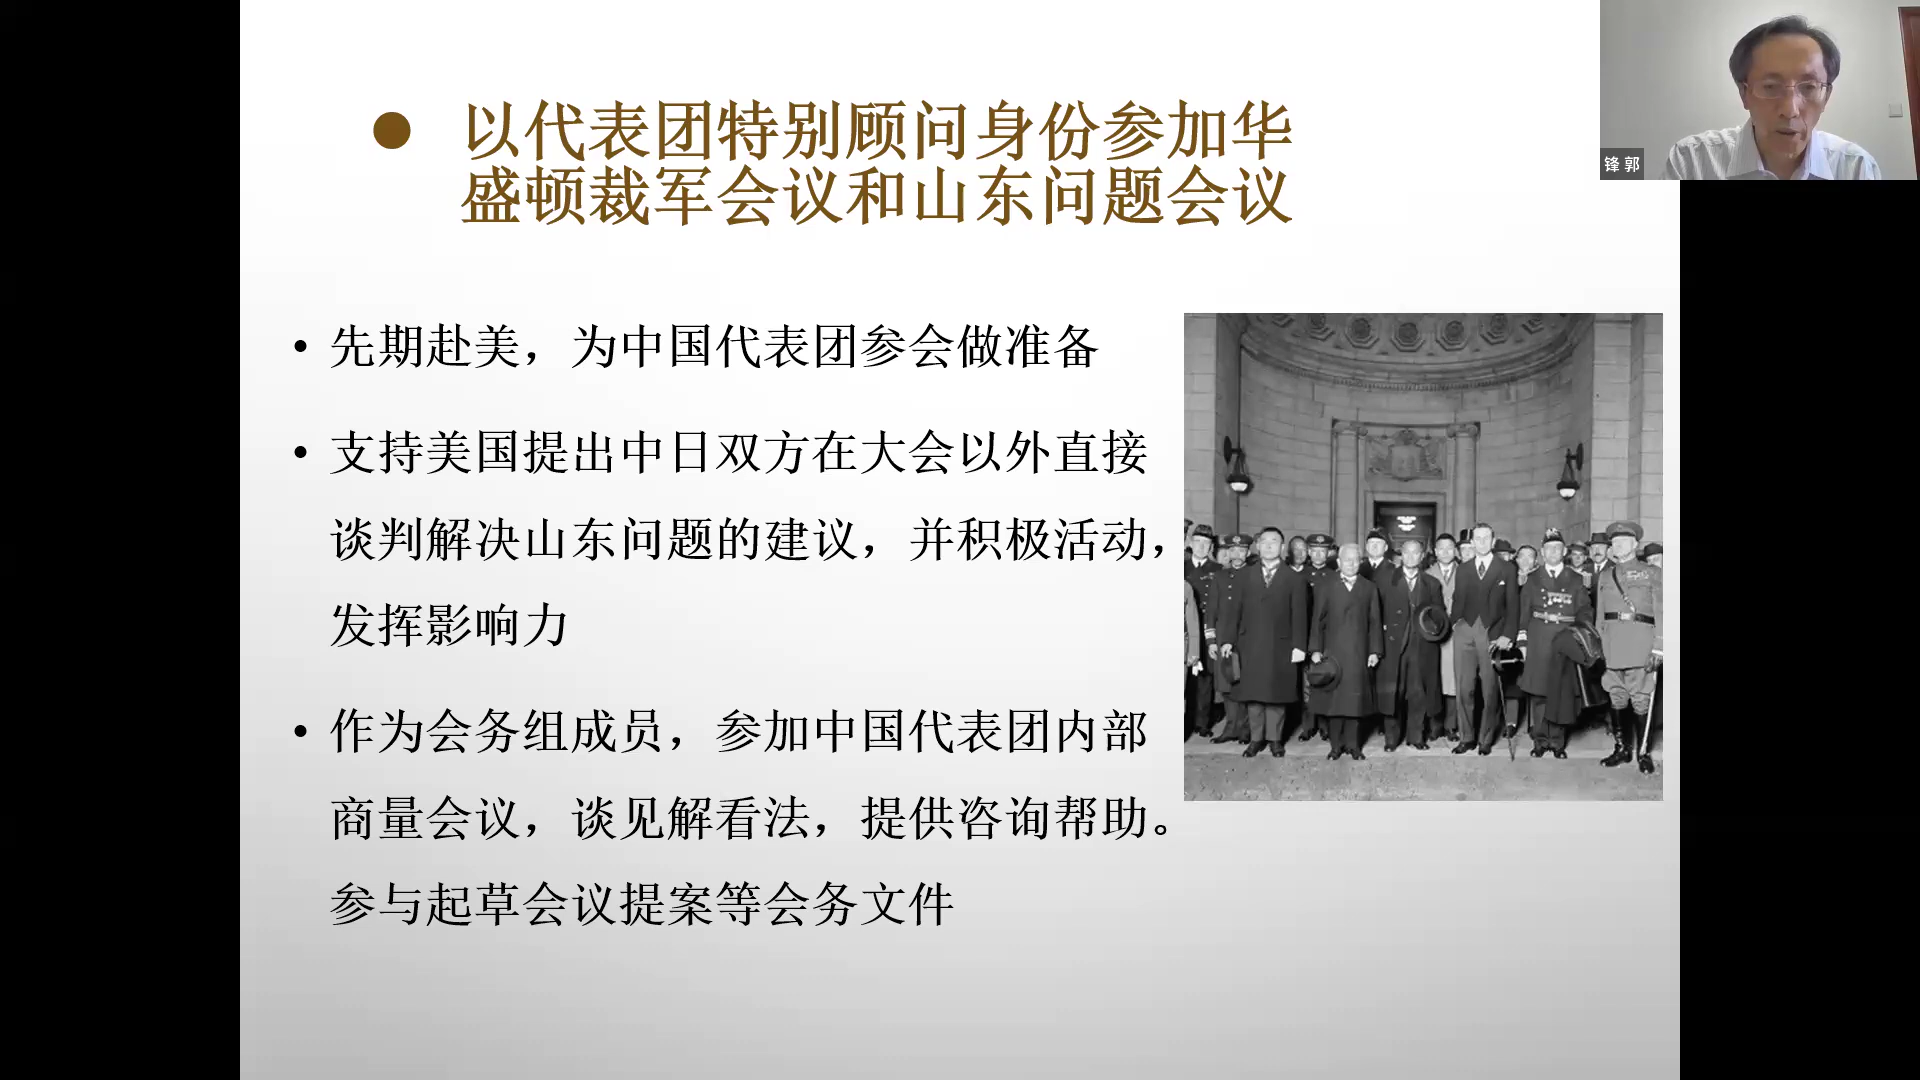 以代表团特别顾问身份参加华
盛顿裁军会议和山东问题会议
锋 郭
• 先期赴美，为中国代表团参会做准备
• 支持美国提出中日双方在大会以外直接
谈判解决山东问题的建议，并积极活动，
发挥影响力
• 作为会务组成员，参加中国代表团内部
商量会议，谈见解看法，提供咨询帮助。
参与起草会议提案等会务文件